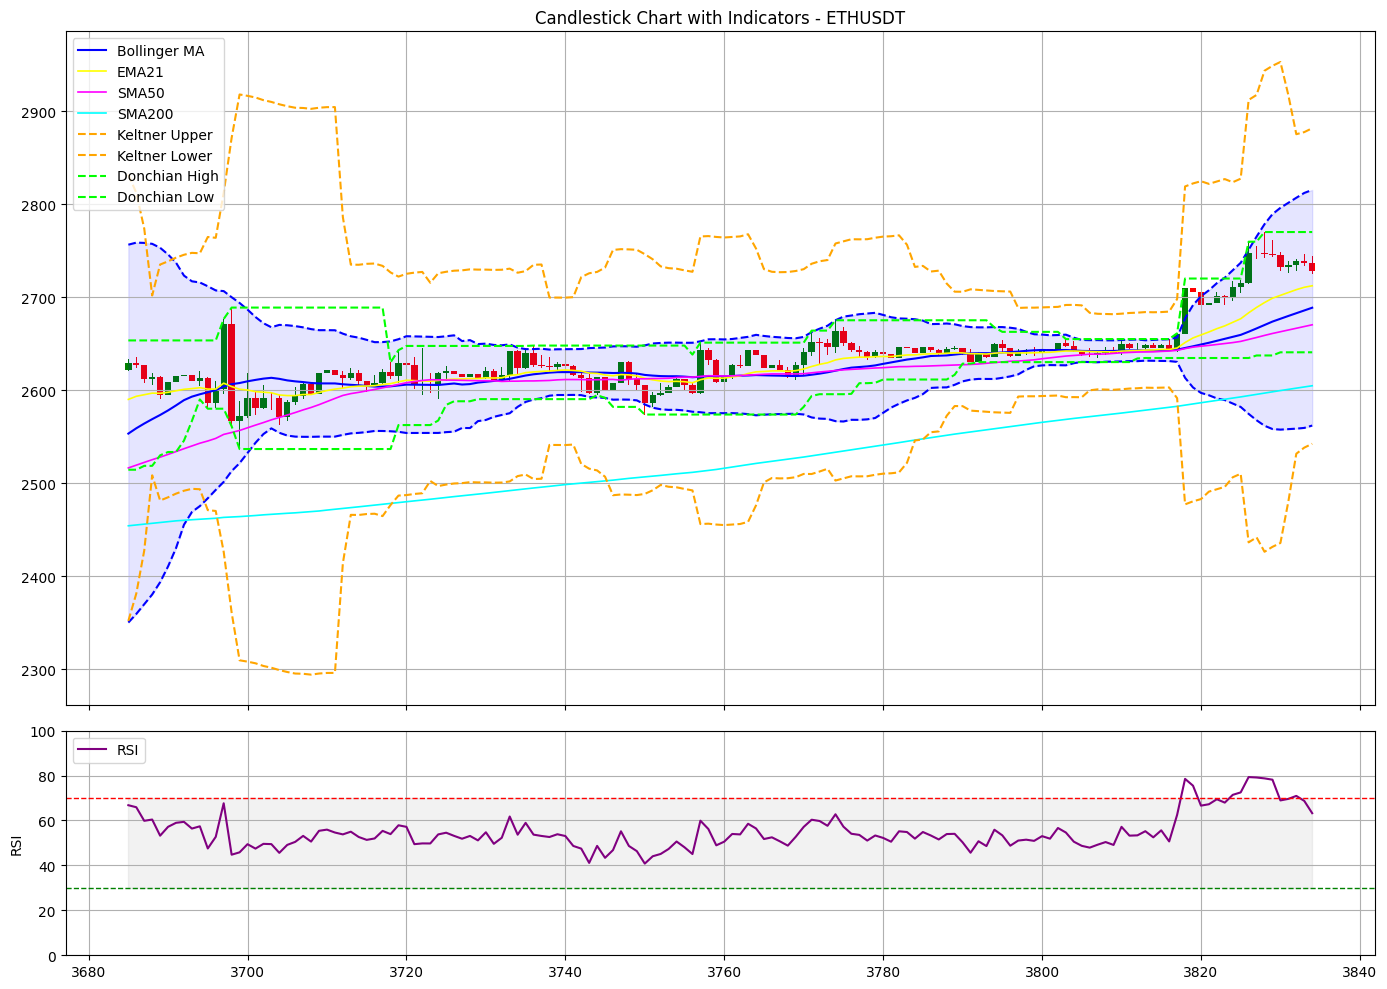 Candlestick Chart with Indicators - ETHUSDT
Bollinger MA
EMA21
SMA50
SMA200
Keltner Upper
Keltner Lower
Donchian High
Donchian Low
2900
2800
2700
2600
2500
2400
2300
RSI
100
80
60
40
20
0
RSI
3680 3700 3720 3740 3760 3780 3800 3820 3840